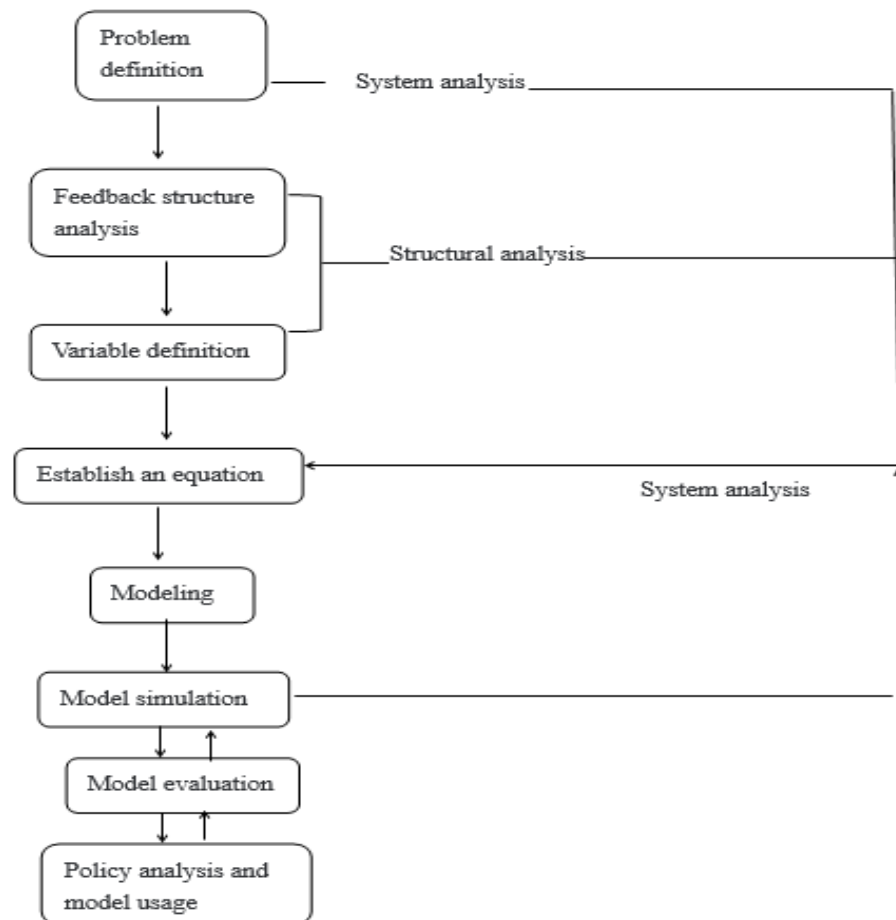 Problem
definition
System analysis
Feedback structure
analysis
Structural analysis
Variable definition
Establish an equation
System analysis
Modeling
Model simulation
Model evaluation
Policy analysis and
model usage